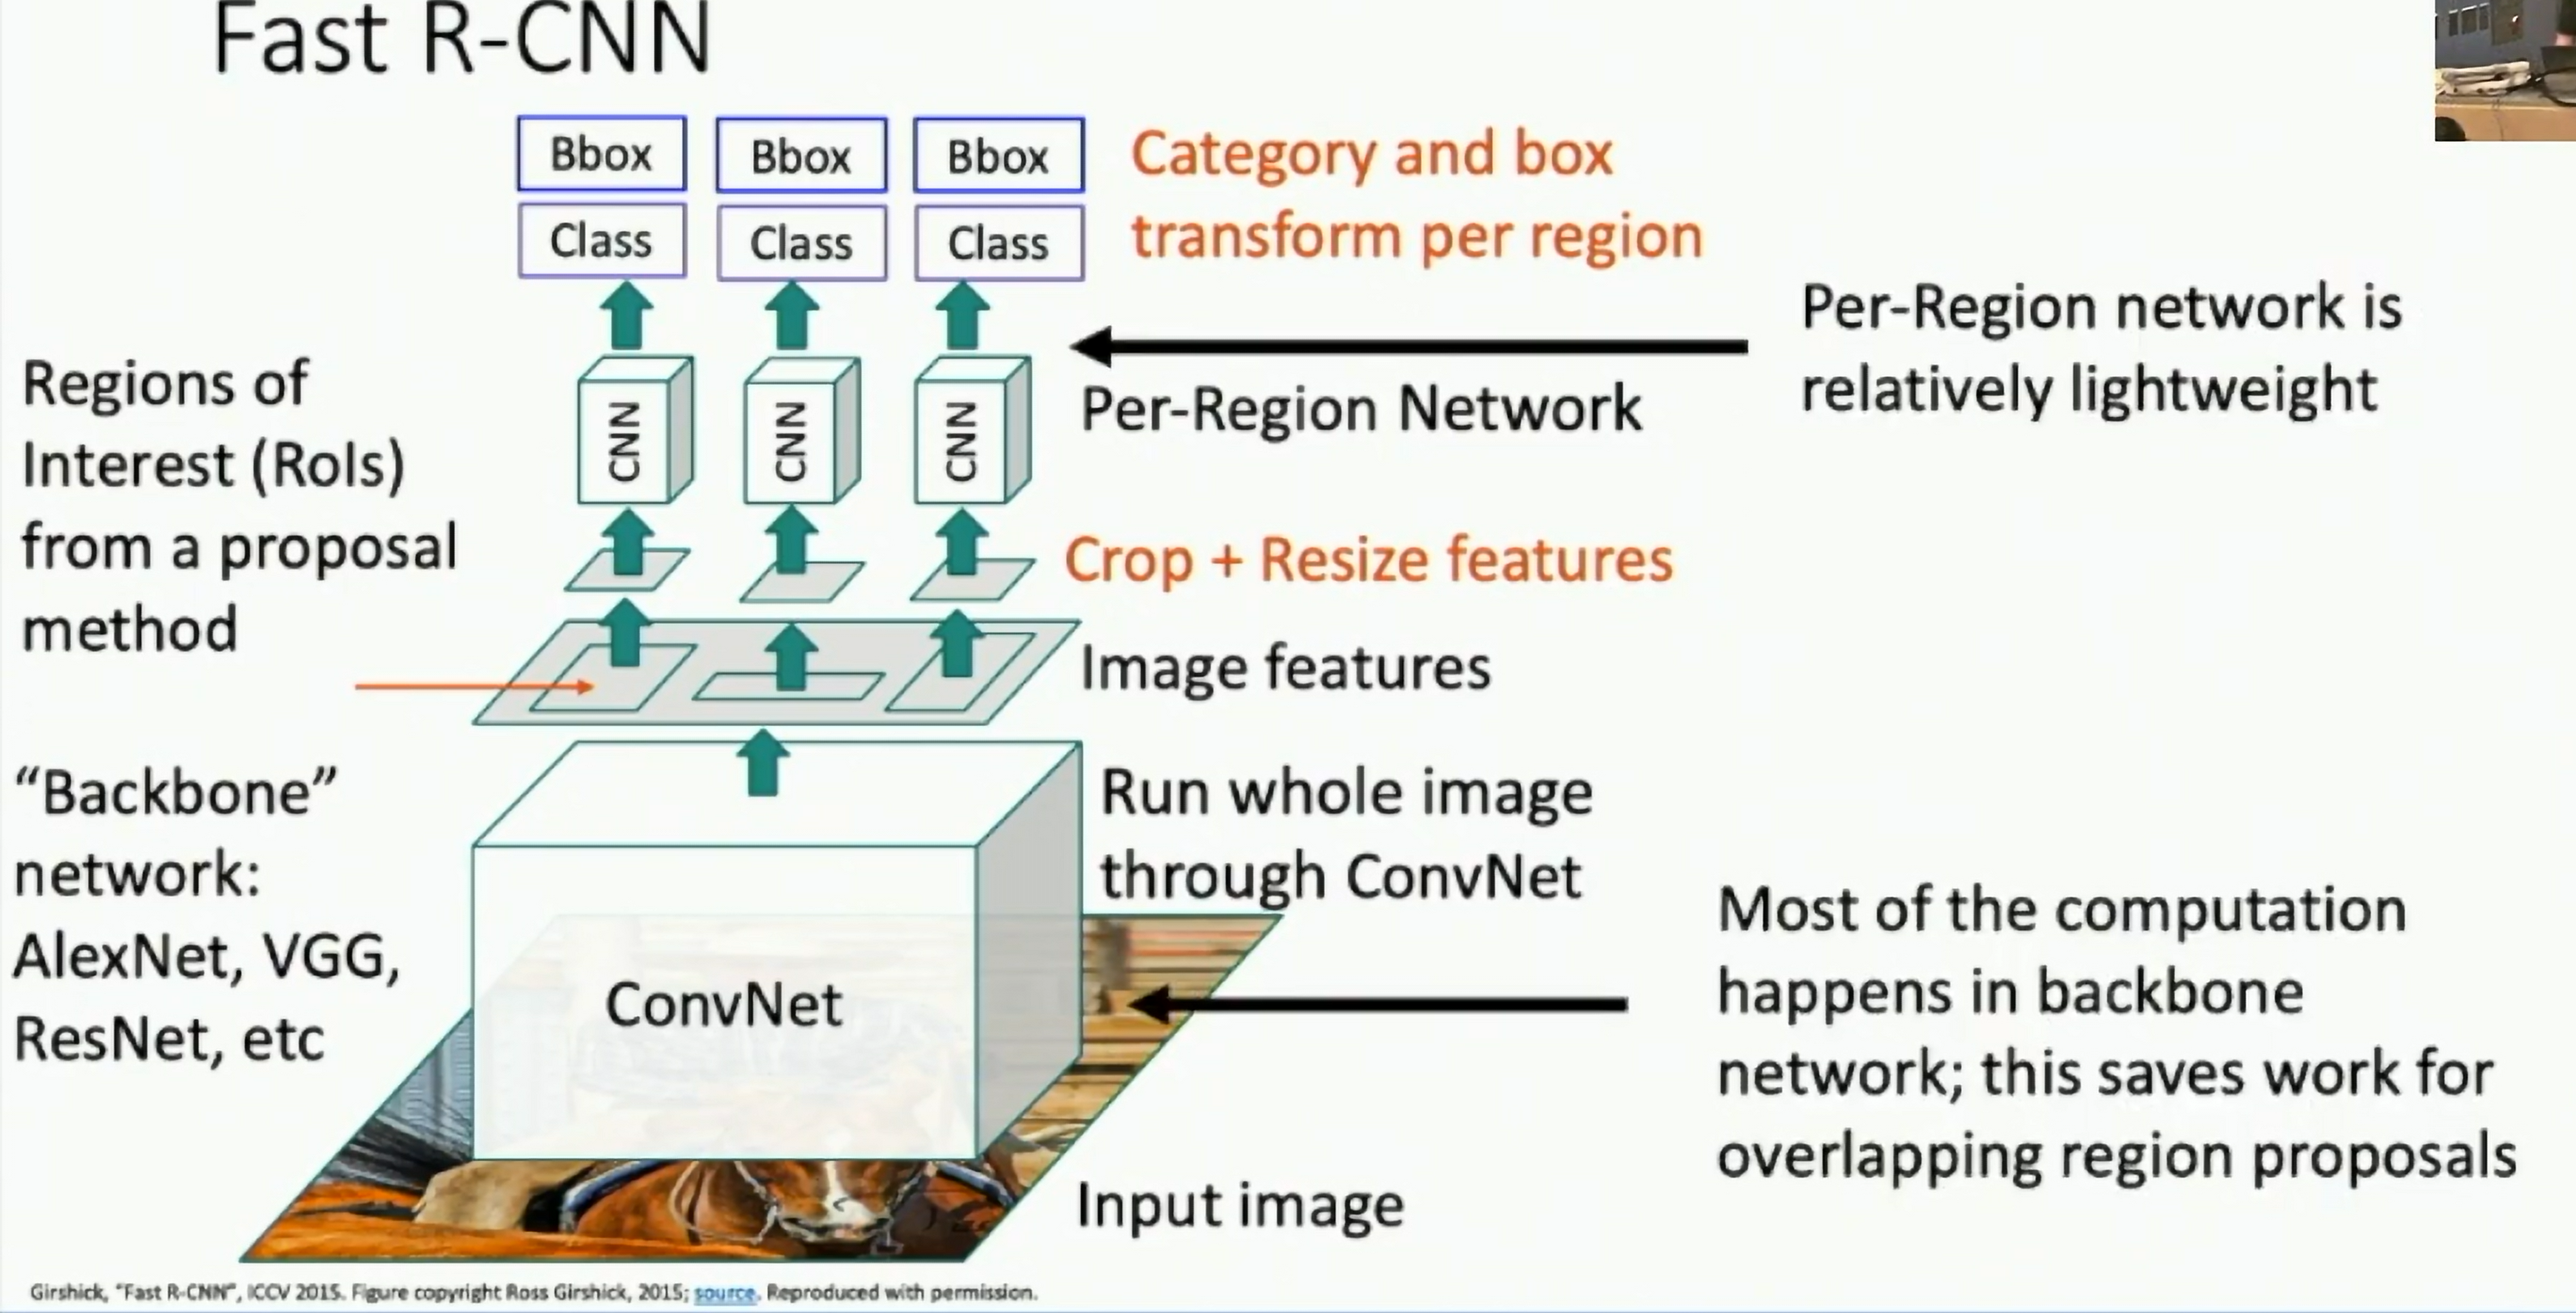 Fast R-CNN
Bbox
Bbox
Bbox
Category and box
transform per region
Class
Class
Class
Per-Region network is
relatively lightweight
Regions of
Interest (RoIs)
from a proposal
method
CNN
CNN
CNN
Per-Region Network
Crop + Resize features
Image features
“Backbone”
network:
AlexNet, VGG,
ResNet, etc
Run whole image
through ConvNet
ConvNet
Most of the computation
happens in backbone
network; this saves work for
overlapping region proposals
Input image
Girshick, “Fast R-CNN”, ICCV 2015. Figure copyright Ross Girshick, 2015; source. Reproduced with permission.